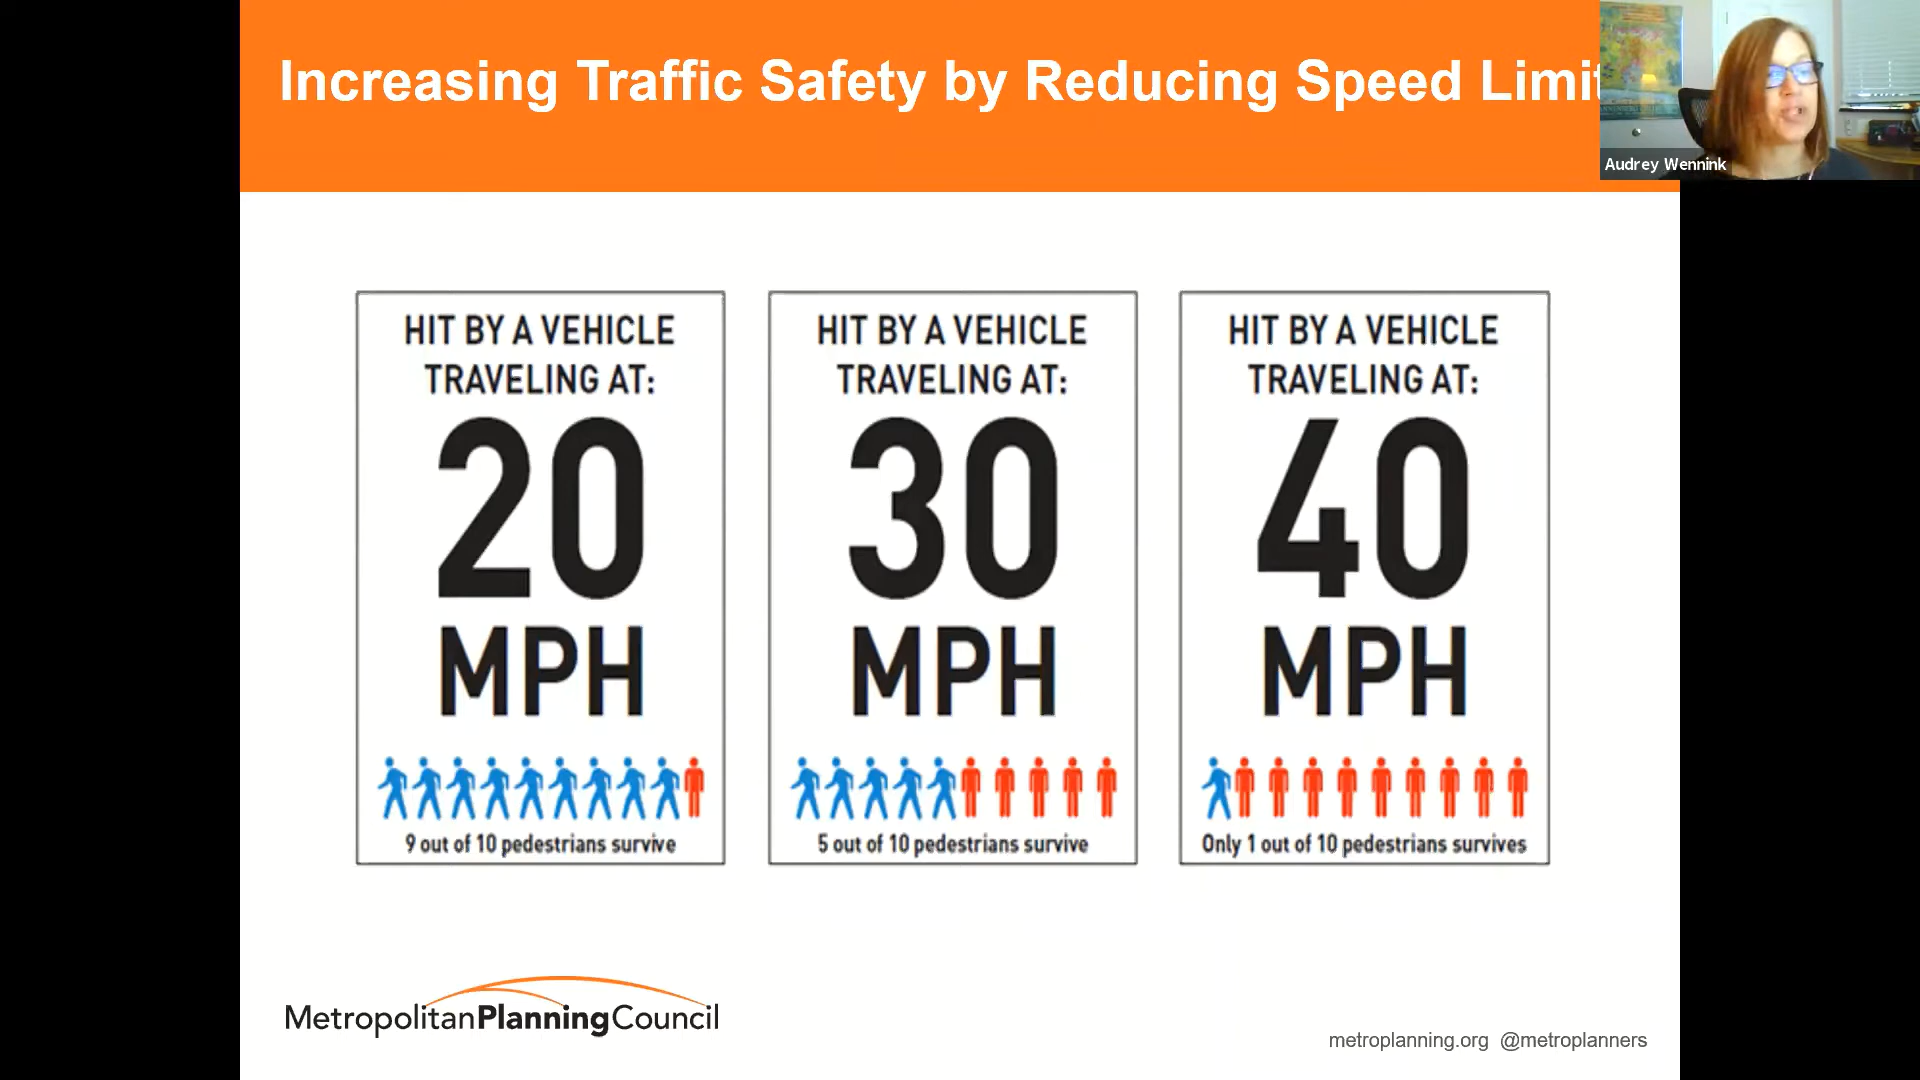 Increasing Traffic Safety by Reducing Speed Limit
Audrey Wennink
HIT BY A VEHICLE
TRAVELING AT:
20
MPH
9 out of 10 pedestrians survive
HIT BY A VEHICLE
TRAVELING AT:
30
MPH
5 out of 10 pedestrians survive
HIT BY A VEHICLE
TRAVELING AT:
40
MPH
Only 1 out of 10 pedestrians survives
MetropolitanPlanningCouncil
metroplanning.org @metroplanners